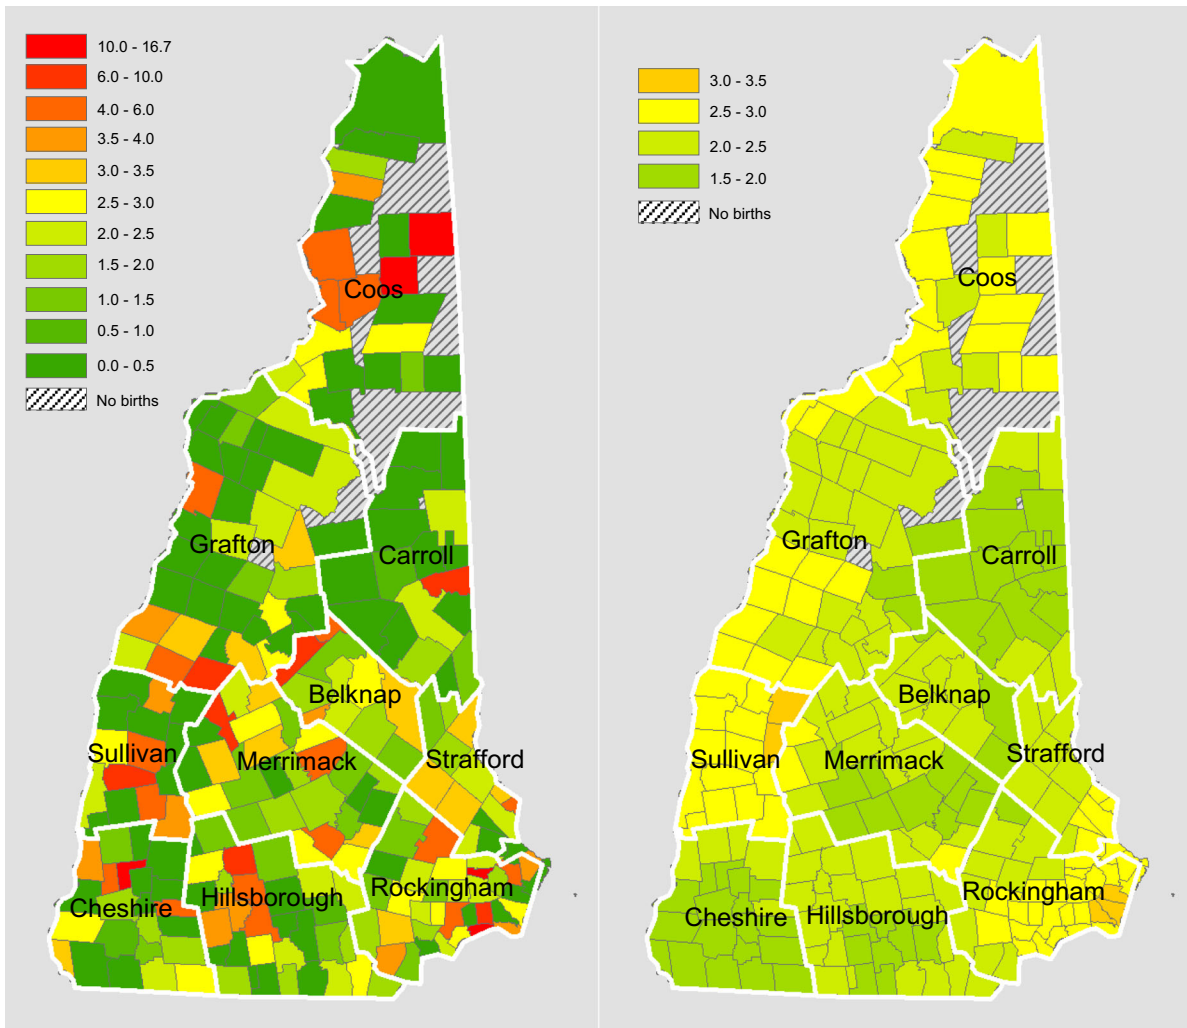 10.0 - 16.7
6.0 - 10.0
4.0 - 6.0
3.5 - 4.0
3.0 - 3.5
2.5 - 3.0
2.0 - 2.5
1.5 - 2.0
1.0 - 1.5
0.5 - 1.0
0.0 - 0.5
No births
Coos
Grafton
Carroll
Belknap
Sullivan
Merrimack
Strafford
Cheshire
Hillsborough
Rockingham
3.0 - 3.5
2.5 - 3.0
2.0 - 2.5
1.5 - 2.0
No births
Coos
Grafton
Carroll
Belknap
Sullivan
Merrimack
Strafford
Cheshire
Hillsborough
Rockingham